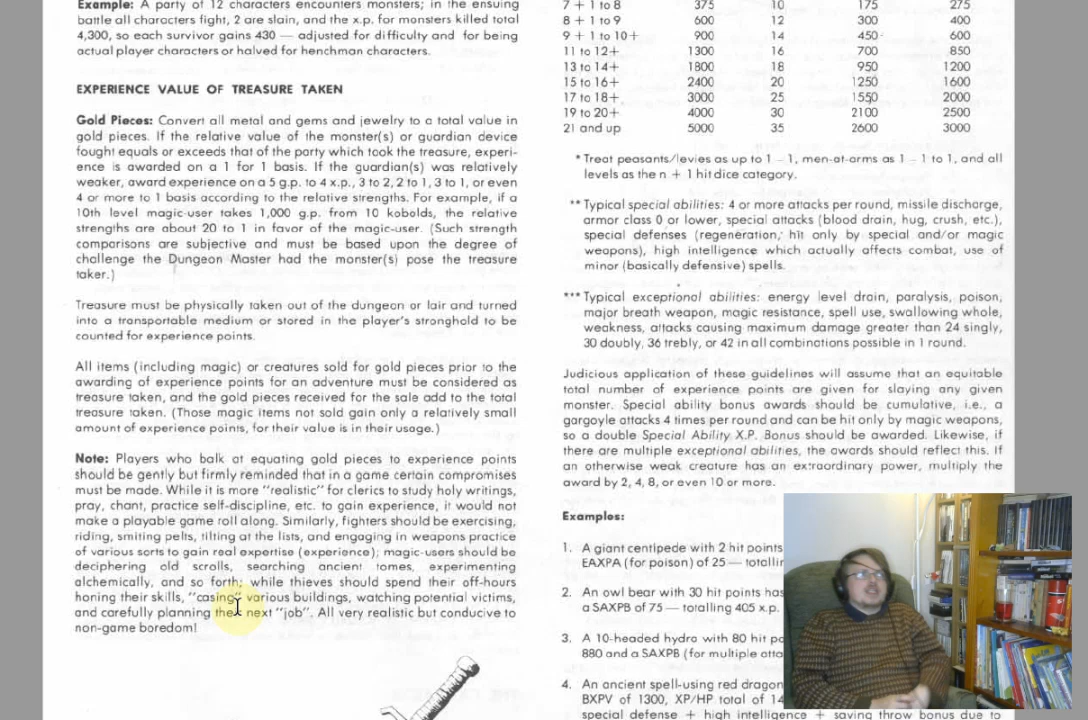 Example: A party of 12 characters encounters monsters; in the ensuing
battle all characters fight, 2 are slain, and the x.p. for monsters killed total
4,300, so each survivor gains 430 — adjusted for difficulty and for being
actual player characters or halved for henchman characters.
EXPERIENCE VALUE OF TREASURE TAKEN
Gold Pieces: Convert all metal and gems and jewelry to a total value in
gold pieces. If the relative value of the monster(s) or guardian device
fought equals or exceeds that of the party which took the treasure, experi-
ence is awarded on a 1 for 1 basis. If the guardian(s) was relatively
weaker, award experience on a 5 g.p. to 4 x.p., 3 to 2, 2 to 1, 3 to 1, or even
4 or more to 1 basis according to the relative strengths. For example, if a
10th level magic-user takes 1,000 g.p. from 10 kobolds, the relative
strengths are about 20 to 1 in favor of the magic-user. (Such strength
comparisons are subjective and must be based upon the degree of
challenge the Dungeon Master had the monster(s) pose the treasure
taker.)
Treasure must be physically taken out of the dungeon or lair and turned
into a transportable medium or stored in the player's stronghold to be
counted for experience points.
All items (including magic) or creatures sold for gold pieces prior to the
awarding of experience points for an adventure must be considered as
treasure taken, and the gold pieces received for the sale add to the total
treasure taken. (Those magic items not sold gain only a relatively small
amount of experience points, for their value is in their usage.)
Note: Players who balk at equating gold pieces to experience points
should be gently but firmly reminded that in a game certain compromises
must be made. While it is more "realistic" for clerics to study holy writings,
pray, chant, practice self-discipline, etc. to gain experience, it would not
make a playable game roll along. Similarly, fighters should be exercising,
riding, smiting pelts, tilting at the lists, and engaging in weapons practice
of various sorts to gain real expertise (experience); magic-users should be
deciphering old scrolls, searching ancient tomes, experimenting
alchemically, and so forth; while thieves should spend their off-hours
honing their skills, "casing" various buildings, watching potential victims,
and carefully planning their next "job". All very realistic but conducive to
non-game boredom!
7 + 1 to 8 375 10 175 275
8 + 1 to 9 600 12 300 400
9 + 1 to 10+ 900 14 450 600
11 to 12+ 1300 16 700 850
13 to 14+ 1800 18 950 1200
15 to 16+ 2400 20 1250 1600
17 to 18+ 3000 25 1550 2000
19 to 20+ 4000 30 2100 2500
21 and up 5000 35 2600 3000
* Treat peasants/levies as up to 1 – 1, men-at-arms as 1 – 1 to 1, and all
levels as the n + 1 hit dice category.
** Typical special abilities: 4 or more attacks per round, missile discharge,
armor class 0 or lower, special attacks (blood drain, hug, crush, etc.),
special defenses (regeneration, hit only by special and/or magic
weapons), high intelligence which actually affects combat, use of
minor (basically defensive) spells.
*** Typical exceptional abilities: energy level drain, paralysis, poison,
major breath weapon, magic resistance, spell use, swallowing whole,
weakness, attacks causing maximum damage greater than 24 singly,
30 doubly, 36 trebly, or 42 in all combinations possible in 1 round.
Judicious application of these guidelines will assume that an equitable
total number of experience points are given for slaying any given
monster. Special ability bonus awards should be cumulative, i.e., a
gargoyle attacks 4 times per round and can be hit only by magic weapons,
so a double Special Ability X.P. Bonus should be awarded. Likewise, if
there are multiple exceptional abilities, the awards should reflect this. If
an otherwise weak creature has an extraordinary power, multiply the
award by 2, 4, 8, or even 10 or more.
Examples:
1. A giant centipede with 2 hit points
EAXPA (for poison) of 25 —
2. An owl bear with 30 hit points has
a SAXPB of 75 — totalling 405 x.p.
3. A 10-headed hydra with 80 hit
880 and a SAXPB (for multiple
4. An ancient spell-using red dragon
BXPV of 1300, XP/HP total of 14
special defense + high intelligence + saving throw bonus due to